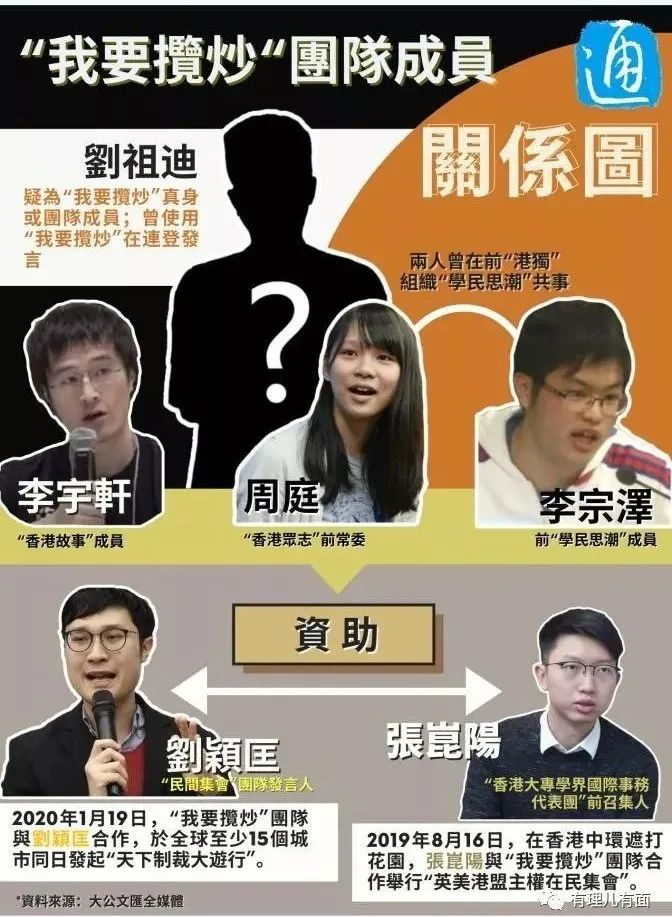 “我要攬炒“團隊成員
通
關係圖
劉祖迪
疑為“我要攬炒”真身
或團隊成員；曾使用
“我要攬炒”在連登發
言
兩人曾在前“港獨”
組織“學民思潮”共事
?
李宇軒
周庭
李宗澤
“香港故事”成員
“香港眾志”前常委
前“學民思潮”成員
資助
劉穎匡
“民間集會”團隊發言人
張崑陽
“香港大專學界國際事務
代表團”前召集人
2020年1月19日，“我要攬炒”團隊
與劉穎匡合作，於全球至少15個城
市同日發起“天下制裁大遊行”。
2019年8月16日，在香港中環遮打
花園，張崑陽與“我要攬炒”團隊合
作舉行“英美港盟主權在民集會”。
*資料來源：大公文匯全媒體
有理儿有面